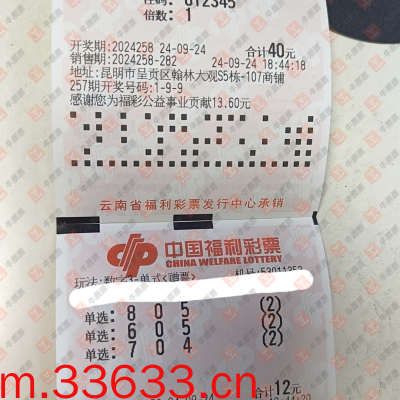 倍数: 1
开奖期:2024258 24-09-24 合计40元
销售期:2024258-282 24-09-24 18:44:18
地址:昆明市呈贡区翰林大观S5栋-107商铺
257期开奖号码:1-9-9
感谢您为福彩公益事业贡献13.60元
云南省福利彩票发行中心承销
中国福利彩票
CHINA WELFARE LOTTERY
单选: 8 0 5 (2)
单选: 6 0 5 (2)
单选: 7 0 4 (2)
合计12元
m.33633.cn